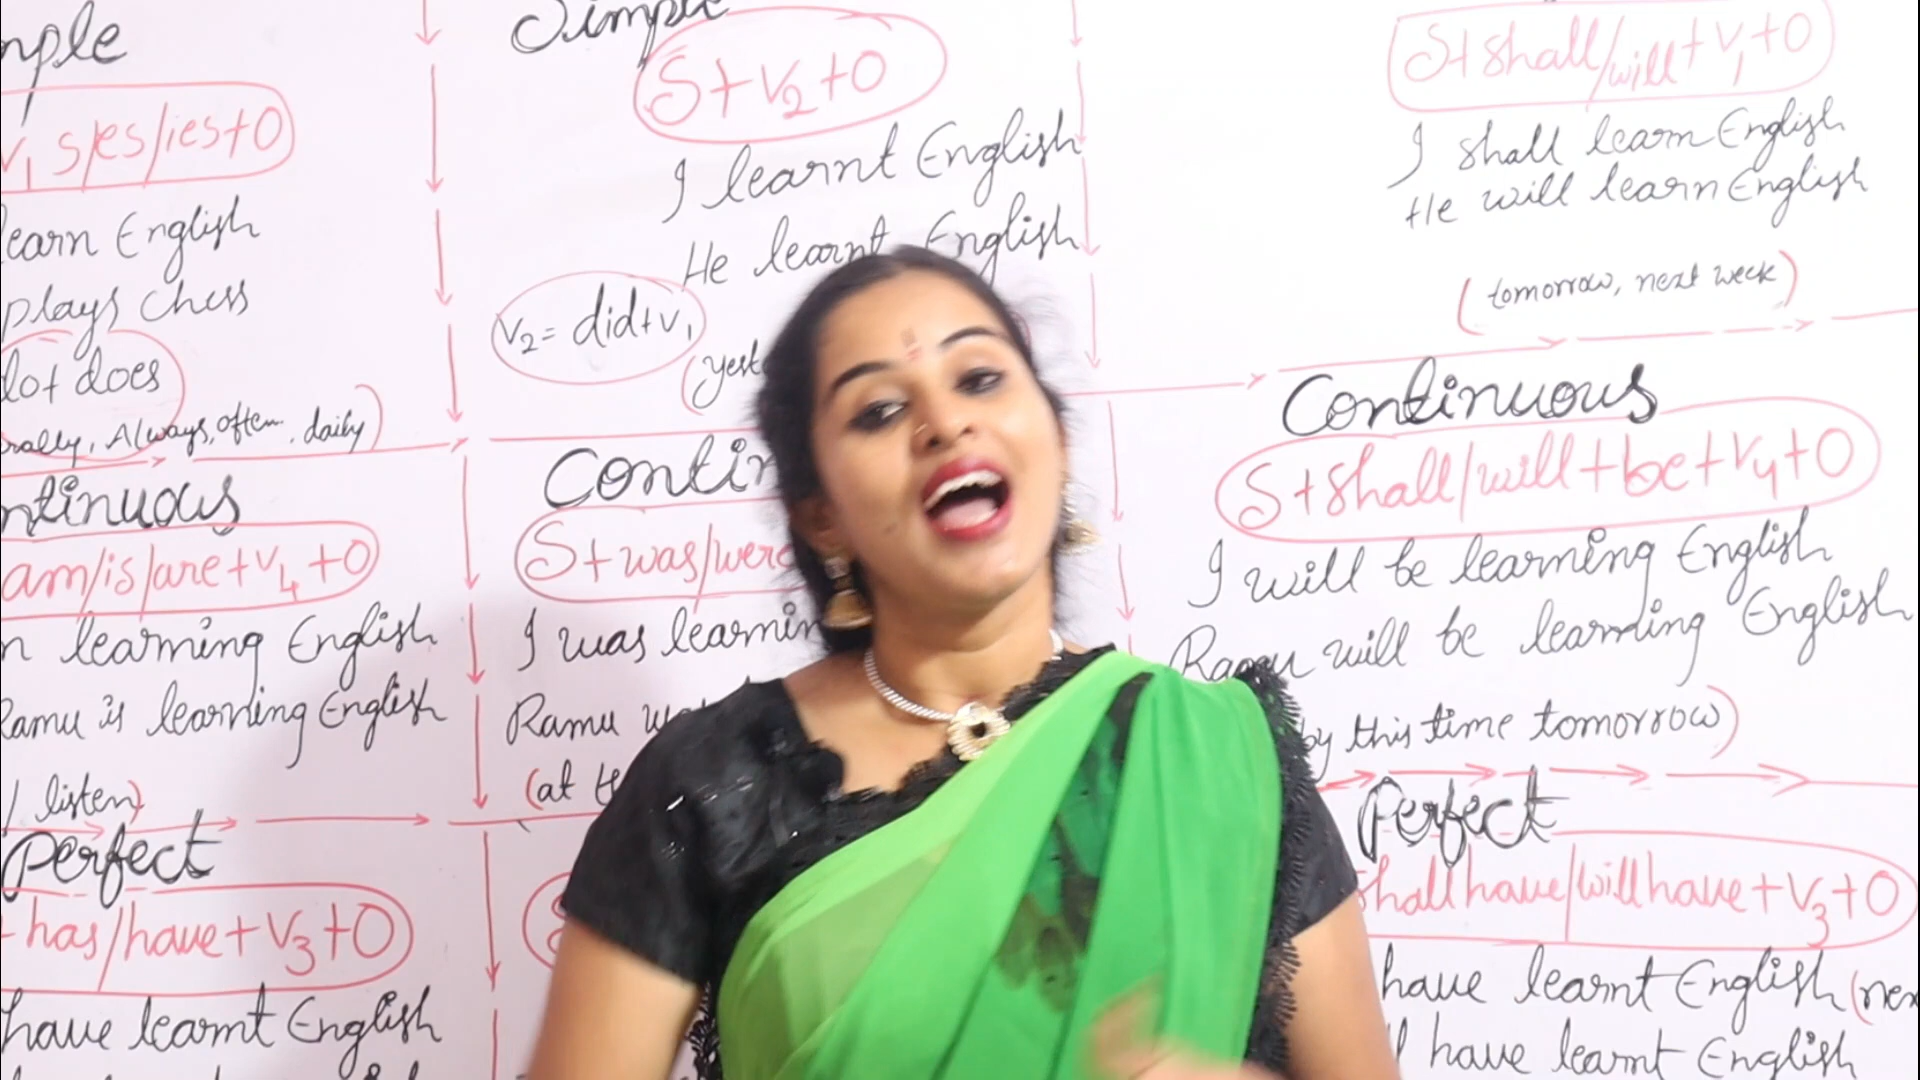 S+V₁ s/es/ies+O
learn English
plays chess
does
Always, often, daily)
am/is/are+V₄+O
learning English
Ramu is learning English
/ listen)
Perfect
has/have+V₃+O
have learnt English
Simple
S+V₂+O
I learnt English
He learnt English
V₂=did+V₁
S+was/were
I was
Ramu
(at
S+shall/will+V₁+O
I shall learn English
He will learn English
(tomorrow, next week)
Continuous
S+shall/will+be+V₄+O
I will be learning English
Ramu will be learning English
by this time tomorrow)
Perfect
shall have/will have+V₃+O
have learnt English
have learnt English